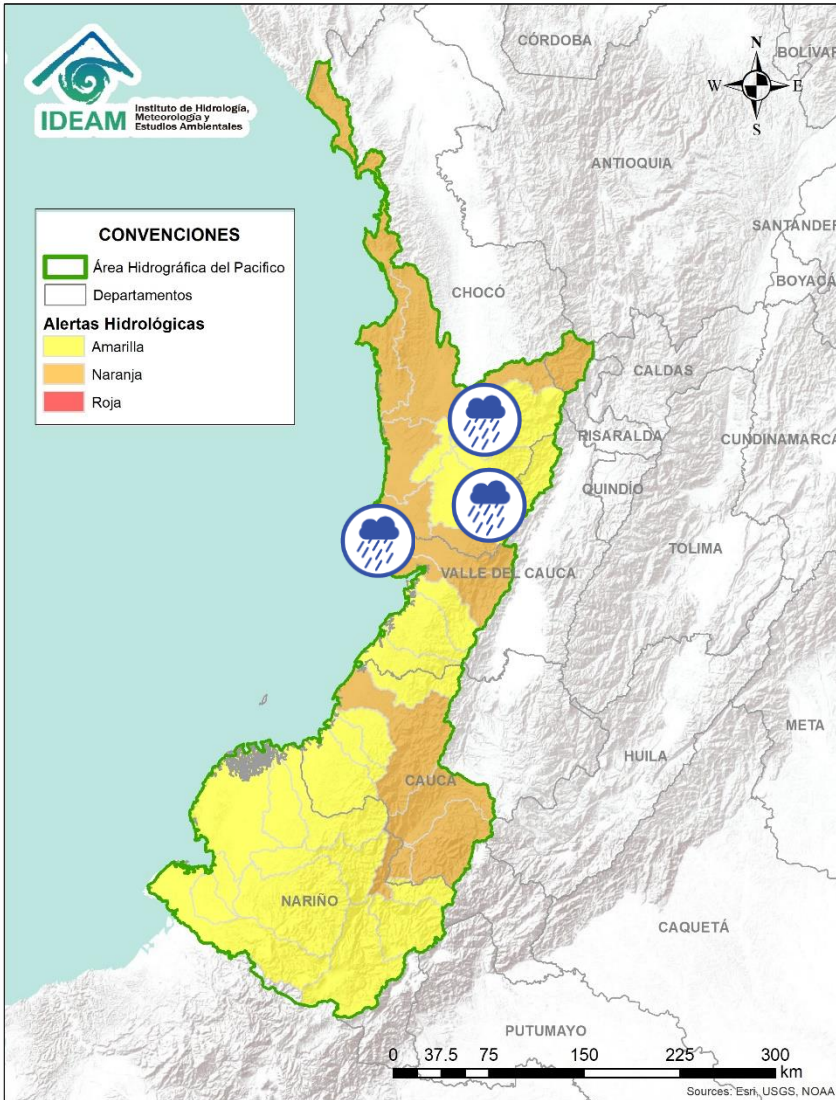 IDEAM
Instituto de Hidrología,
Meteorología y
Estudios Ambientales
CÓRDOBA
BOLÍVAR
N
W
E
S
ANTIOQUIA
SANTANDER
BOYACÁ
CONVENCIONES
Área Hidrográfica del Pacifico
Departamentos
Alertas Hidrológicas
Amarilla
Naranja
Roja
CHOCÓ
CALDAS
RISARALDA
CUNDINAMARCA
QUINDÍO
TOLIMA
VALLE DEL CAUCA
META
HUILA
CAUCA
NARIÑO
CAQUETÁ
PUTUMAYO
0 37.5 75 150 225 300
km
Sources: Esri, USGS, NOAA